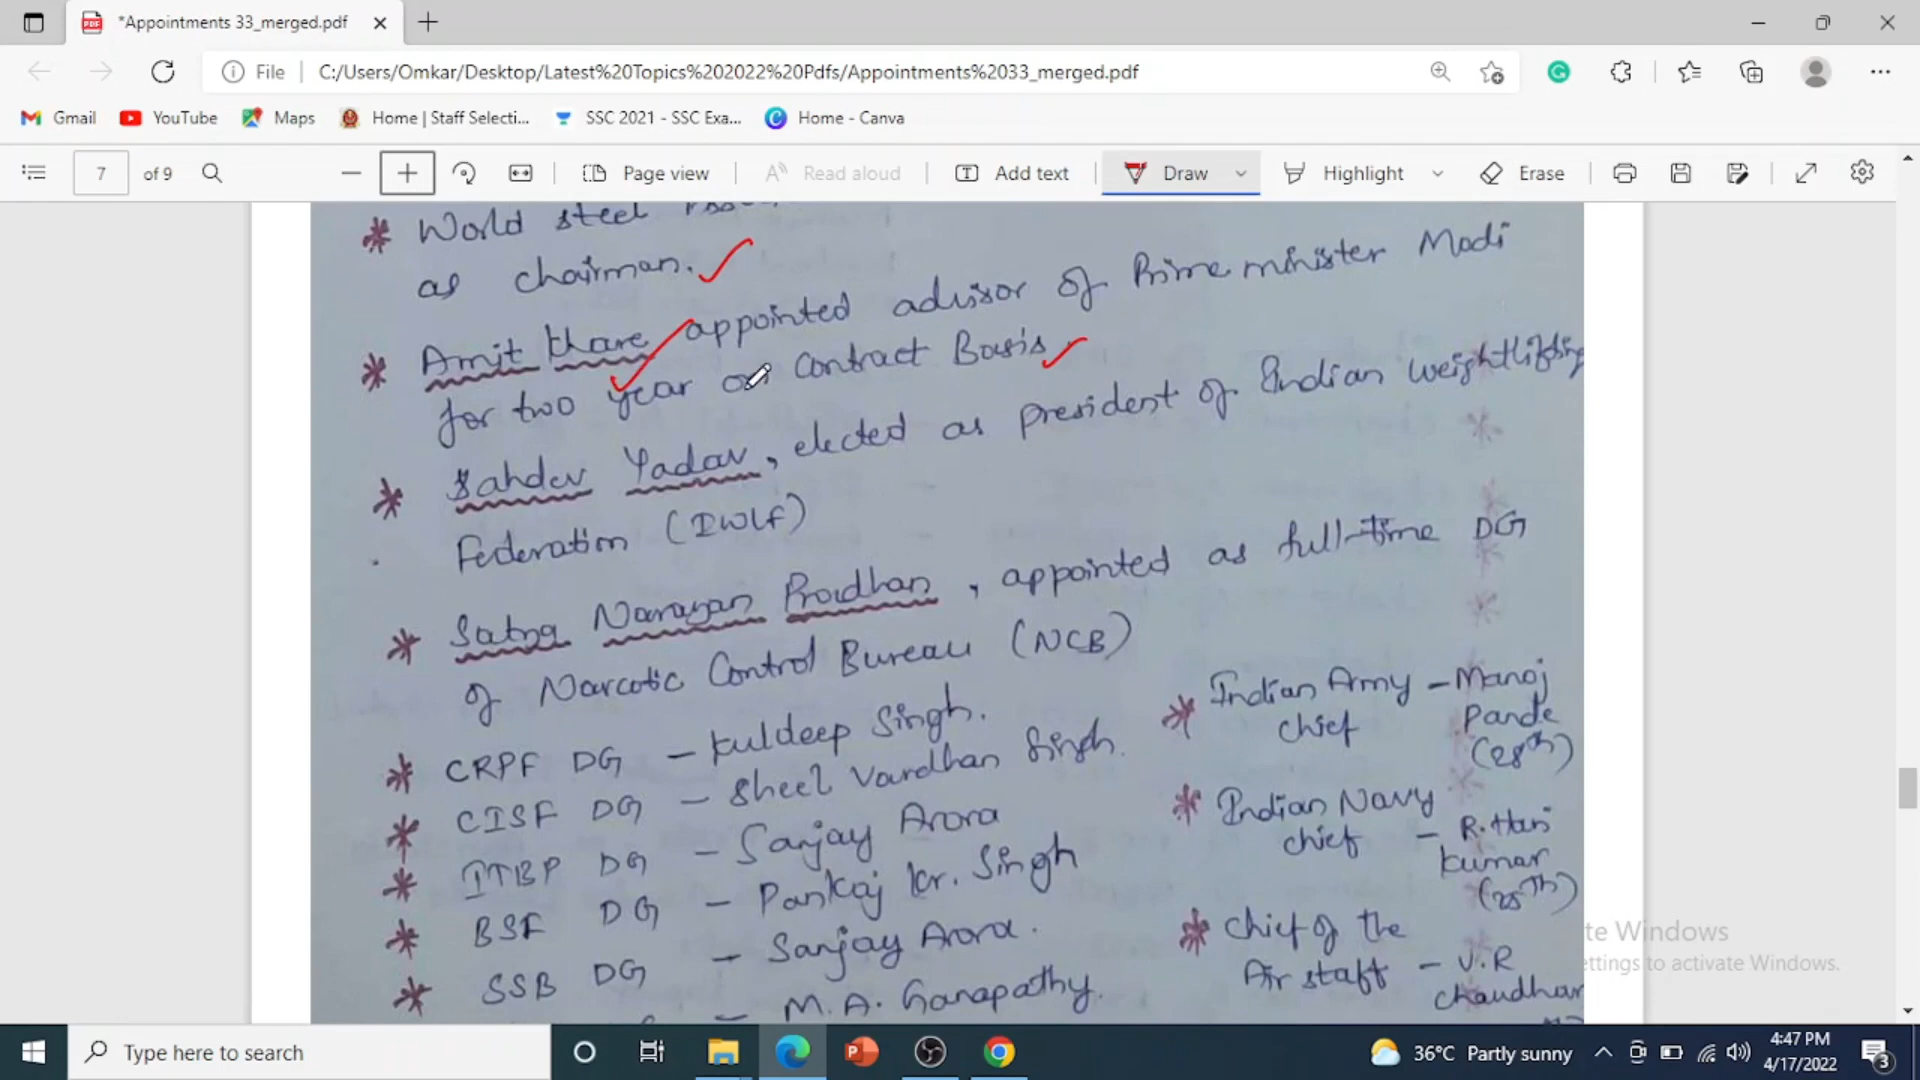 *Appointments 33_merged.pdf
File
C:/Users/Omkar/Desktop/Latest%20Topics%202022%20Pdfs/Appointments%2033_merged.pdf
Gmail
YouTube
Maps
Home | Staff Selecti...
SSC 2021 - SSC Exa...
Home - Canva
7 of 9
Page view
Read aloud
Add text
Draw
Highlight
Erase
* World steel
as chairman.
* Amit Khare appointed advisor of Prime minister Modi
for two year on contract Basis
* Sahdev Yadav, elected as president of Indian weightlifting
Federation (IWLF)
* Satya Narayan Pradhan, appointed as full-time DG
of Narcotic Control Bureau (NCB)
* CRPF DG - Kuldeep Singh.
* CISF DG - Sheel Vardhan Singh.
* ITBP DG - Sanjay Arora
* BSF DG - Pankaj Kr. Singh
* SSB DG - Sanjay Arora.
- M.A. Ganapathy.
* Indian Army - Manoj
chief Pande
(28th)
* Indian Navy
chief - R. Hari
Kumar
(25Th)
* Chief of the
Air staff - V.R
Chaudhar
te Windows
ettings to activate Windows.
Type here to search
36°C Partly sunny
4:47 PM
4/17/2022
3